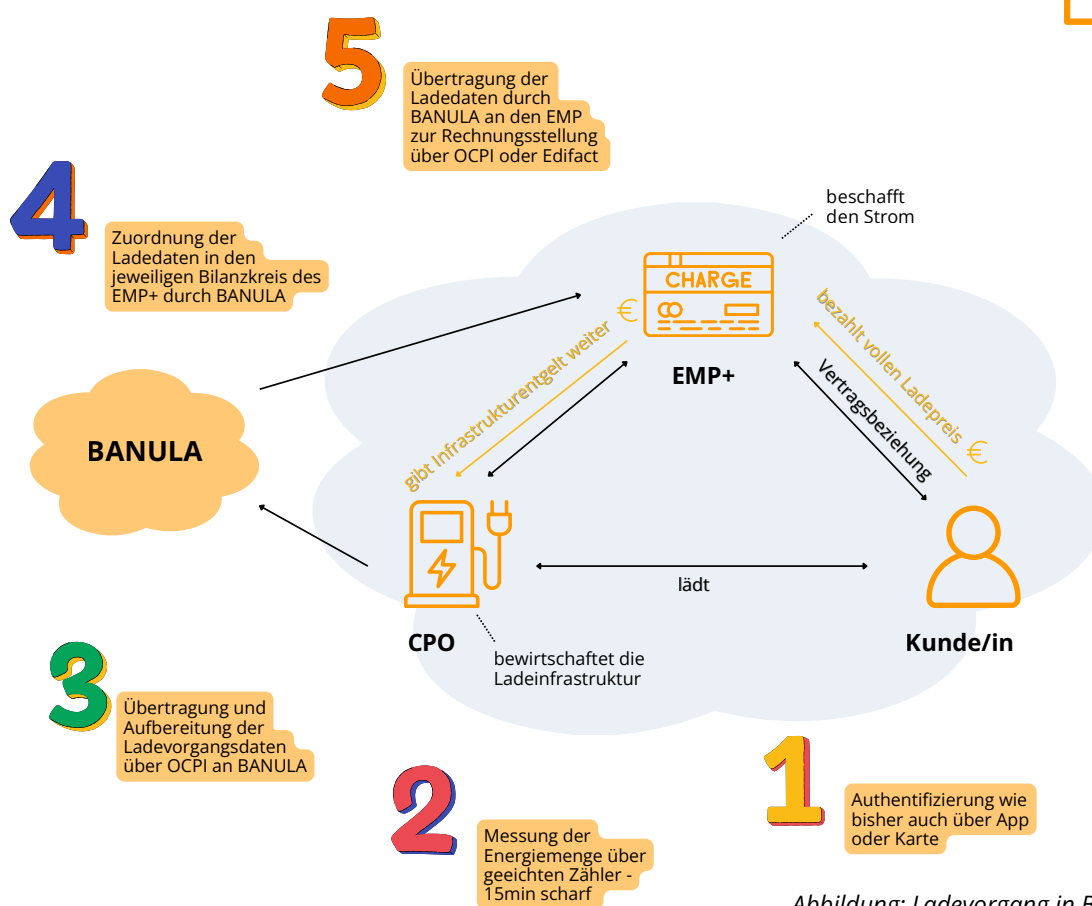 5
Übertragung der
Ladedaten durch
BANULA an den EMP
zur Rechnungsstellung
über OCPI oder Edifact
4
Zuordnung der
Ladedaten in den
jeweiligen Bilanzkreis des
EMP+ durch BANULA
beschafft
den Strom
CHARGE
EMP+
gibt Infrastrukturentgelt weiter €
bezahlt vollen Ladepreis €
Vertragsbeziehung
BANULA
lädt
CPO
Kunde/in
bewirtschaftet die
Ladeinfrastruktur
3
Übertragung und
Aufbereitung der
Ladevorgangsdaten
über OCPI an BANULA
2
Messung der
Energiemenge über
geeichten Zähler -
15min scharf
1
Authentifizierung wie
bisher auch über App
oder Karte
Abbildung: Ladevorgang in